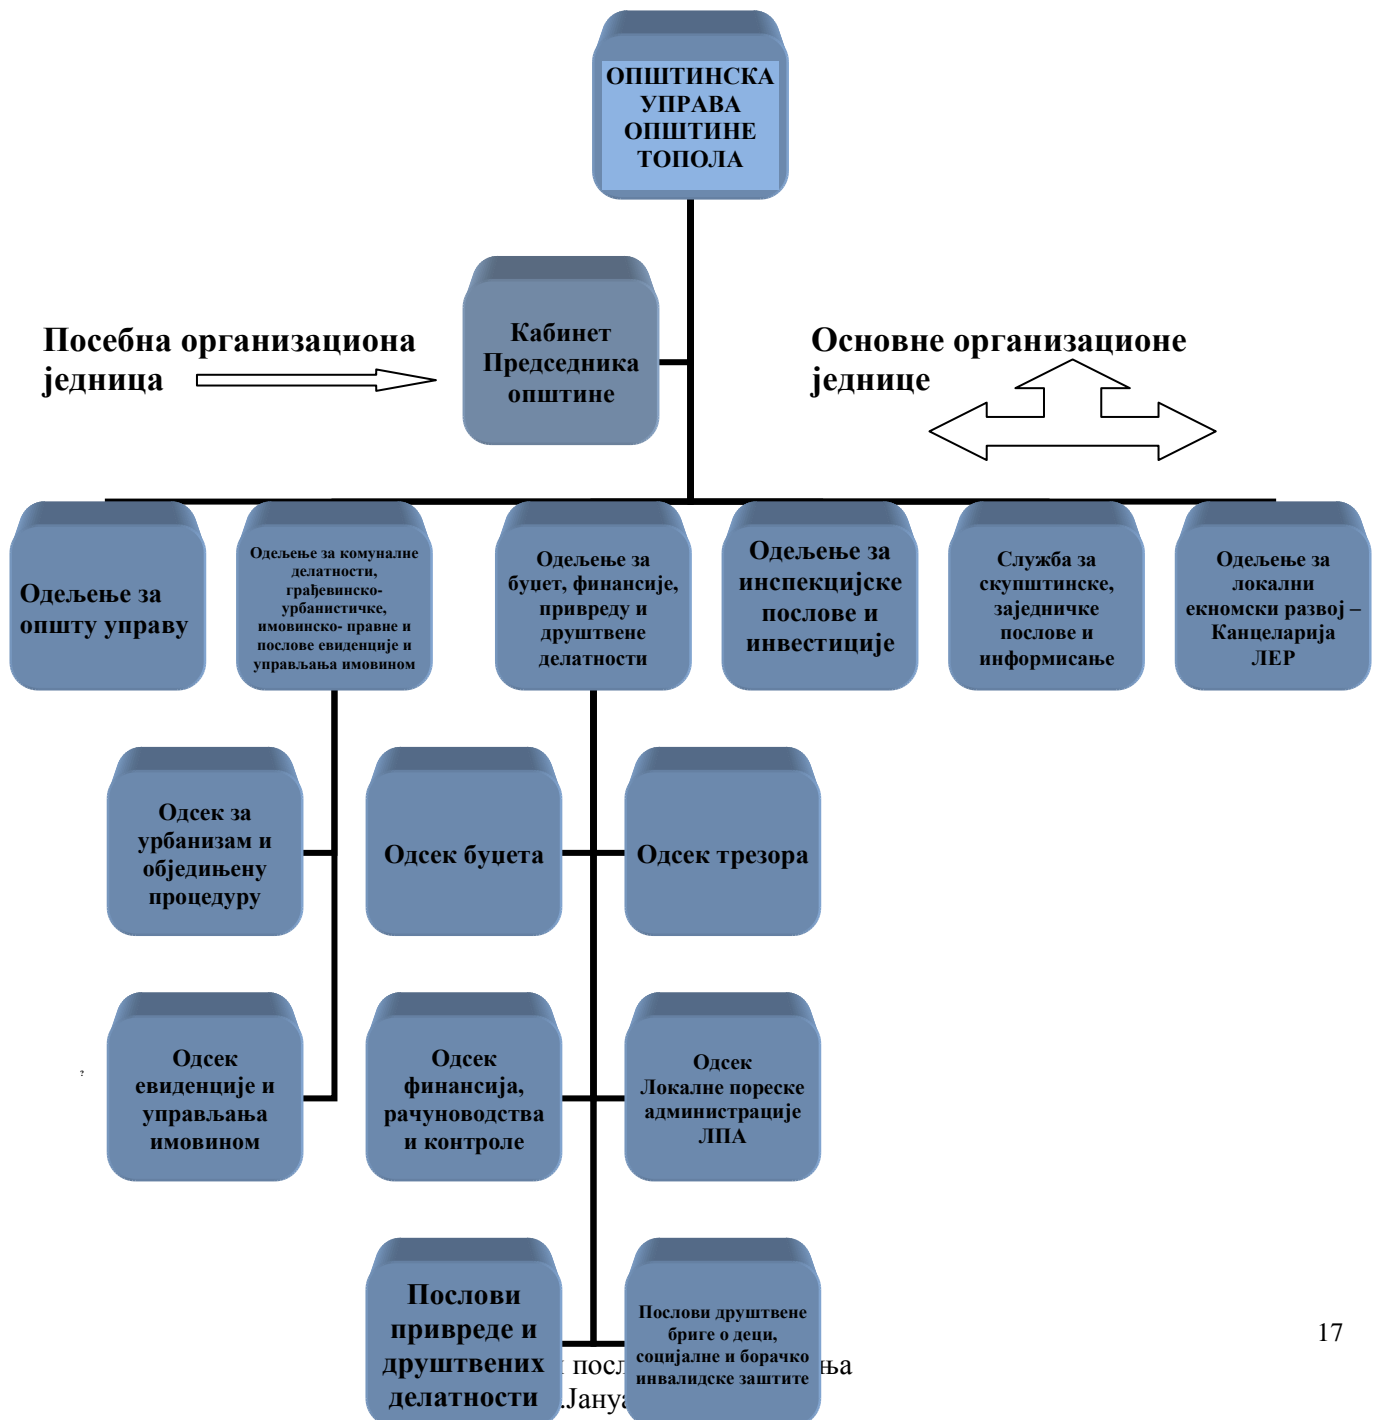 ОПШТИНСКА
УПРАВА
ОПШТИНЕ
ТОПОЛА
Кабинет
Председника
општине
Посебна организациона
једница
Основне организационе
једнице
Одељење за
општу управу
Одељење за комуналне
делатности,
грађевинско-
урбанистичке,
имовинско- правне и
послове евиденције и
управљања имовином
Одељење за
буџет, финансије,
привреду и
друштвене
делатности
Одељење за
инспекцијске
послове и
инвестиције
Служба за
скупштинске,
заједничке
послове и
информисање
Одељење за
локални
екномски развој –
Канцеларија
ЛЕР
Одсек за
урбанизам и
обједињену
процедуру
Одсек буџета
Одсек трезора
?
Одсек
евиденције и
управљања
имовином
Одсек
финансија,
рачуноводства
и контроле
Одсек
Локалне пореске
администрације
ЛПА
Послови
привреде и
друштвених
делатности
Послови друштвене
бриге о деци,
социјалне и борачко
инвалидске заштите
17